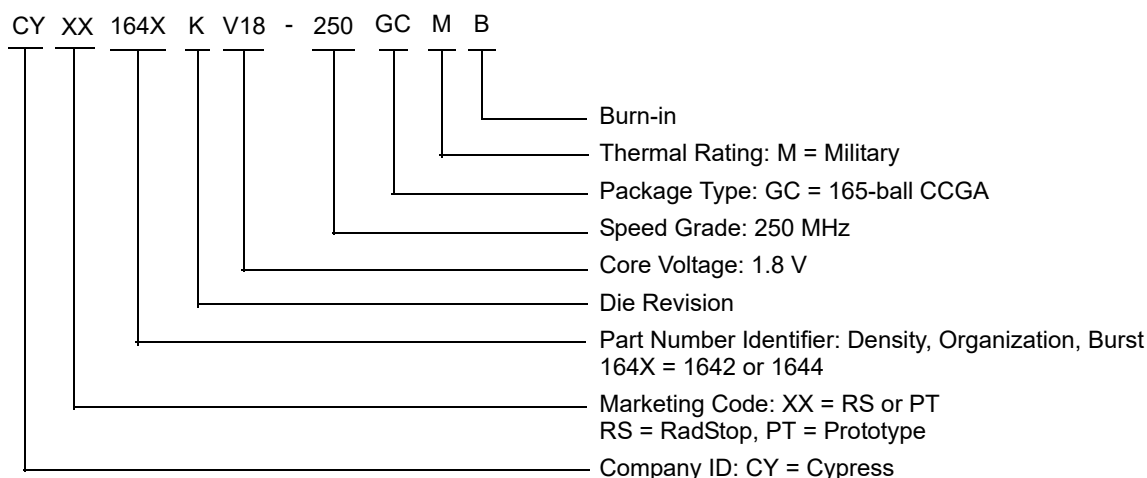 CY XX 164X K V18 - 250 GC M B
Burn-in
Thermal Rating: M = Military
Package Type: GC = 165-ball CCGA
Speed Grade: 250 MHz
Core Voltage: 1.8 V
Die Revision
Part Number Identifier: Density, Organization, Burst
164X = 1642 or 1644
Marketing Code: XX = RS or PT
RS = RadStop, PT = Prototype
Company ID: CY = Cypress